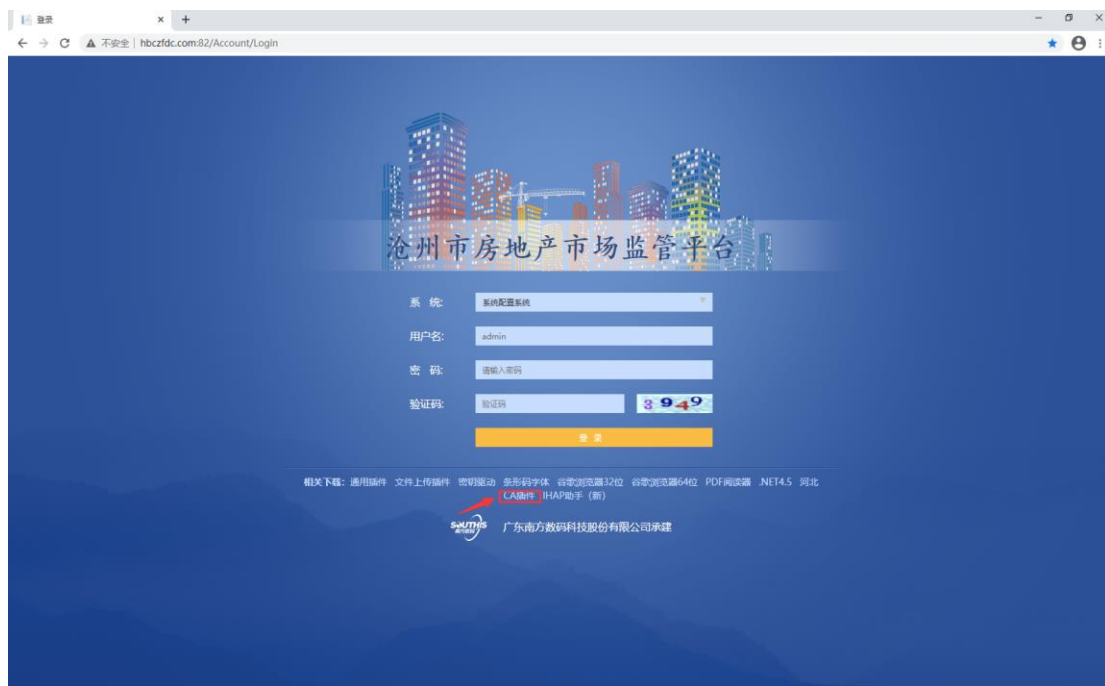 登录
不安全 | hbczfdc.com:82/Account/Login
沧州市房地产市场监管平台
系 统: 系统配置系统
用户名: admin
密 码: 请输入密码
验证码: 验证码 3949
登 录
相关下载: 通用插件 文件上传插件 密钥驱动 条形码字体 谷歌浏览器32位 谷歌浏览器64位 PDF阅读器 .NET4.5 河北
CA插件 IHAP助手（新）
SOUTHIS 南方数码 广东南方数码科技股份有限公司承建